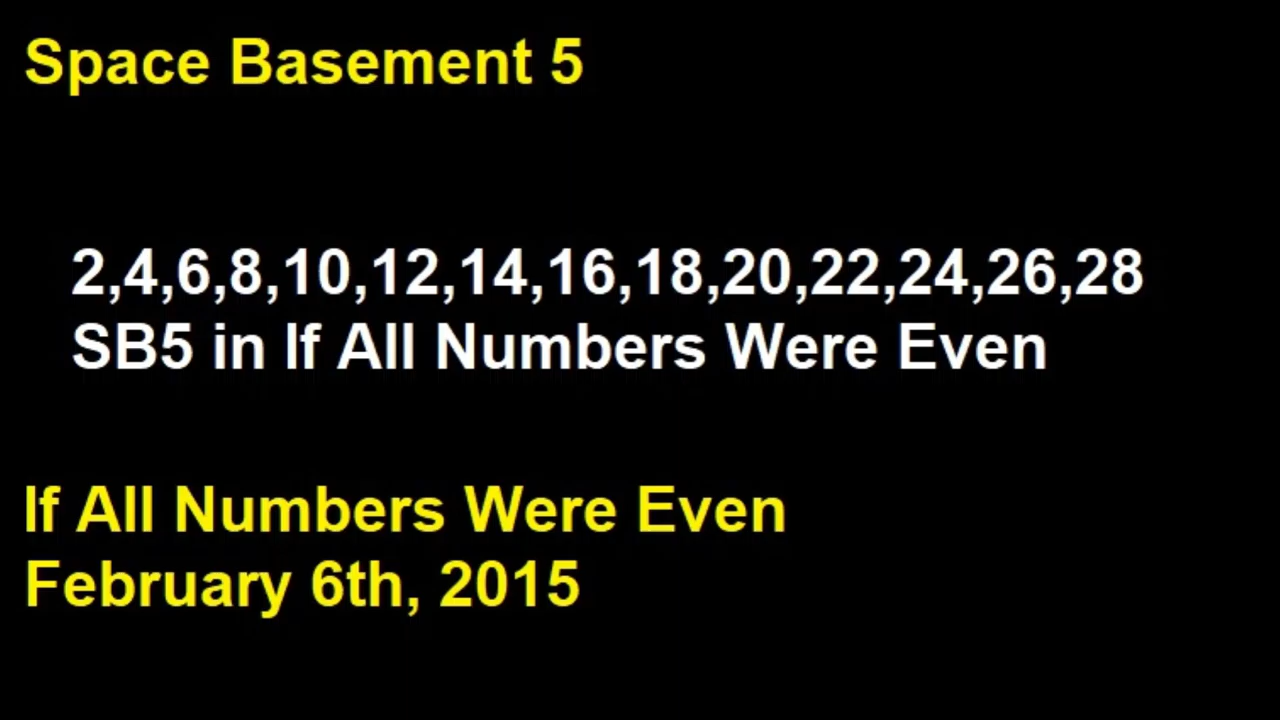 Space Basement 5
2,4,6,8,10,12,14,16,18,20,22,24,26,28
SB5 in If All Numbers Were Even
If All Numbers Were Even
February 6th, 2015